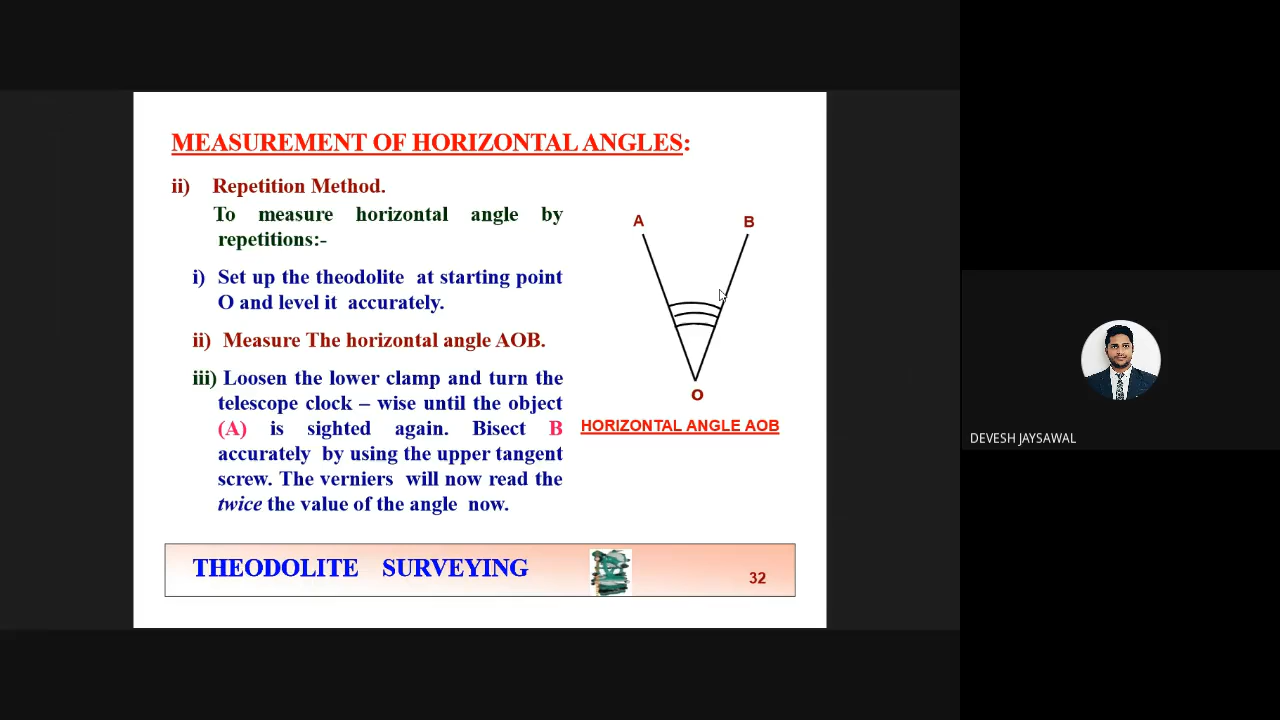 MEASUREMENT OF HORIZONTAL ANGLES:
ii) Repetition Method.
To measure horizontal angle by
repetitions:-
i) Set up the theodolite at starting point
O and level it accurately.
ii) Measure The horizontal angle AOB.
iii) Loosen the lower clamp and turn the
telescope clock – wise until the object
(A) is sighted again. Bisect B
accurately by using the upper tangent
screw. The verniers will now read the
twice the value of the angle now.
A B
O
HORIZONTAL ANGLE AOB
THEODOLITE SURVEYING
32
DEVESH JAYSAWAL